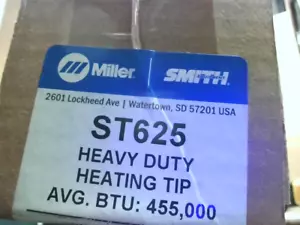 Miller SMITH
2601 Lockheed Ave | Watertown, SD 57201 USA
ST625
HEAVY DUTY
HEATING TIP
AVG. BTU: 455,000